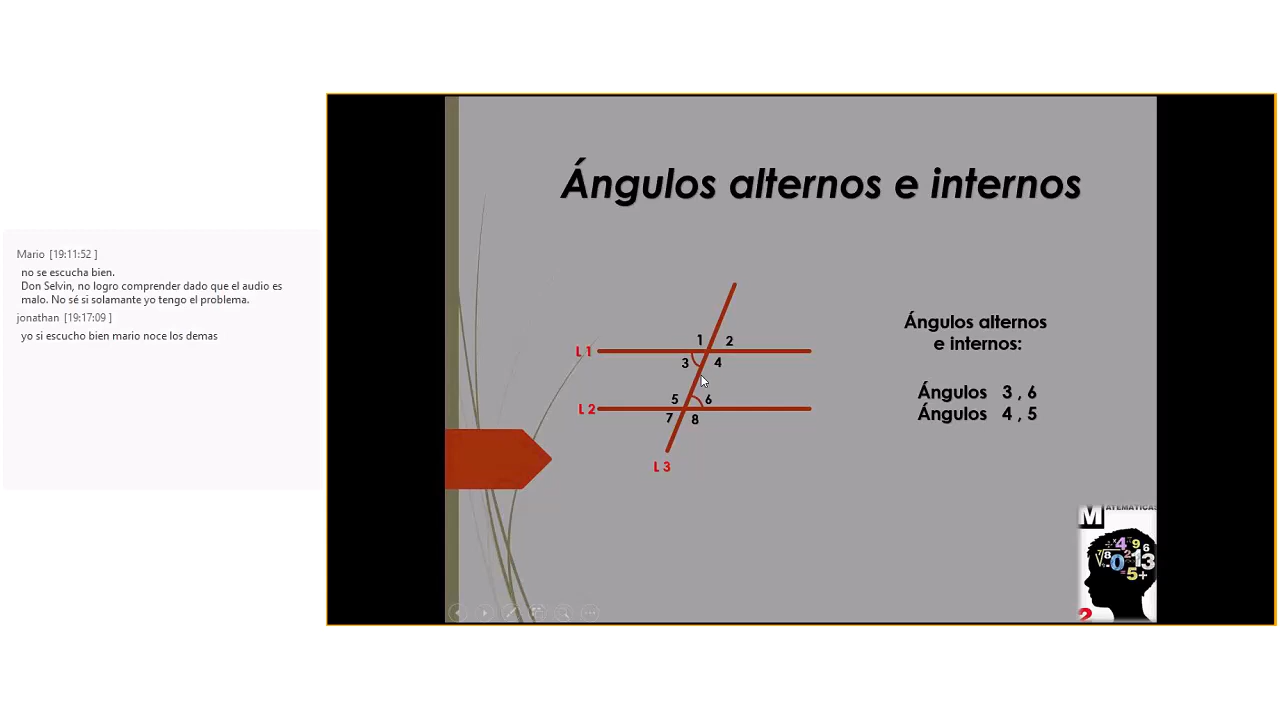 Mario [19:11:52 ]
no se escucha bien.
Don Selvin, no logro comprender dado que el audio es
malo. No sé si solamante yo tengo el problema.
jonathan [19:17:09 ]
yo si escucho bien mario noce los demas
Ángulos alternos e internos
1 2
L 1
3 4
5 6
L 2
7 8
L 3
Ángulos alternos
e internos:
Ángulos 3 , 6
Ángulos 4 , 5
MATEMÁTICAS
2